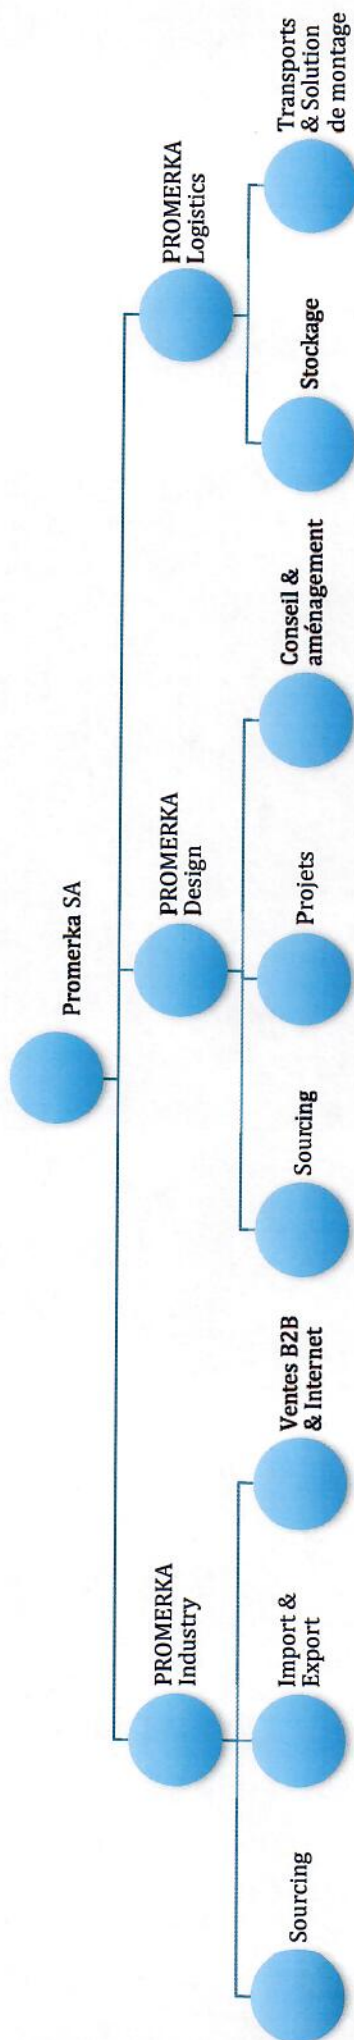 Promerka SA
PROMERKA
Industry
PROMERKA
Design
PROMERKA
Logistics
Sourcing
Import &
Export
Ventes B2B
& Internet
Sourcing
Projets
Conseil &
aménagement
Stockage
Transports
& Solution
de montage